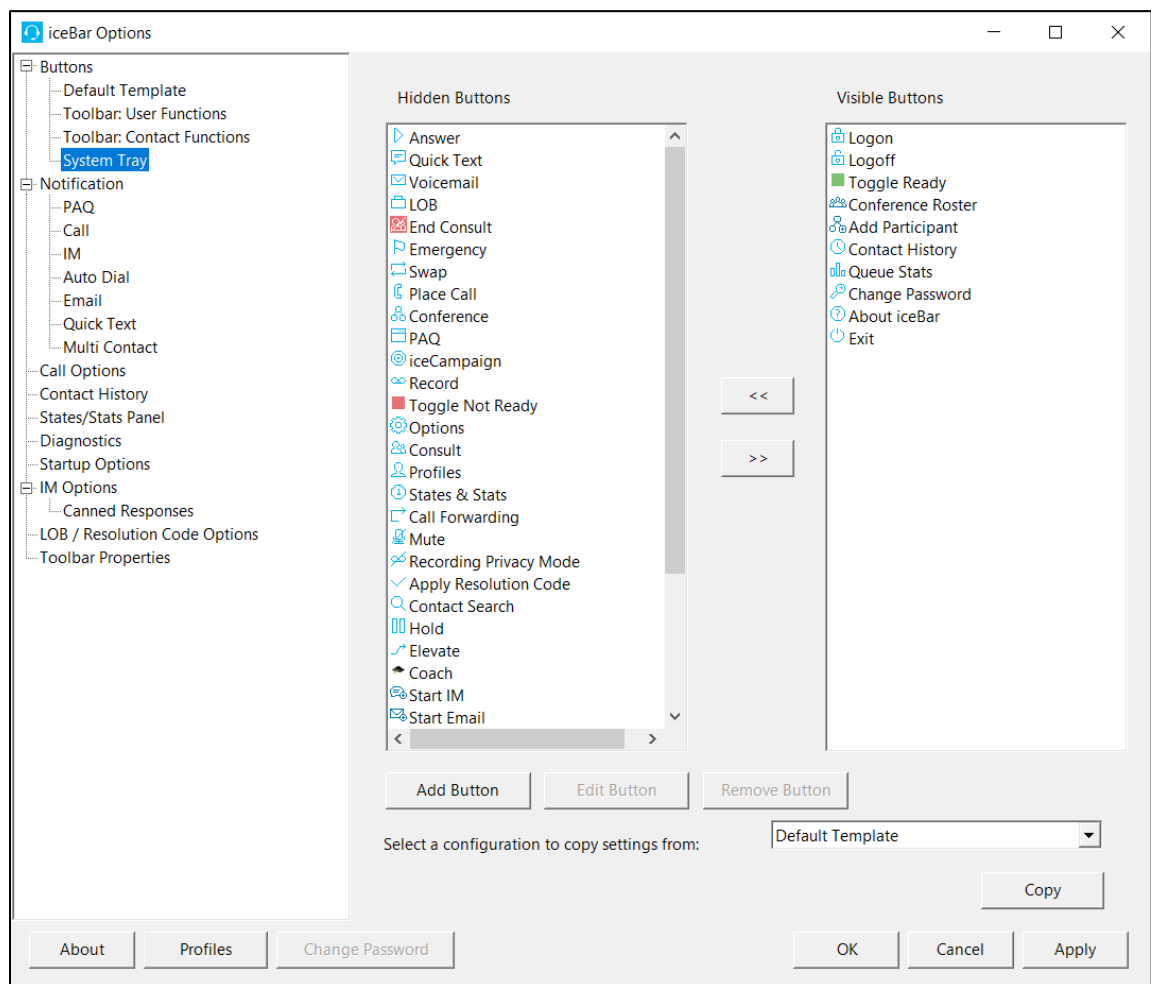 iceBar Options
Buttons
Default Template
Toolbar: User Functions
Toolbar: Contact Functions
System Tray
Notification
PAQ
Call
IM
Auto Dial
Email
Quick Text
Multi Contact
Call Options
Contact History
States/Stats Panel
Diagnostics
Startup Options
IM Options
Canned Responses
LOB / Resolution Code Options
Toolbar Properties
Hidden Buttons
Answer
Quick Text
Voicemail
LOB
End Consult
Emergency
Swap
Place Call
Conference
PAQ
iceCampaign
Record
Toggle Not Ready
Options
Consult
Profiles
States & Stats
Call Forwarding
Mute
Recording Privacy Mode
Apply Resolution Code
Contact Search
Hold
Elevate
Coach
Start IM
Start Email
<<
>>
Visible Buttons
Logon
Logoff
Toggle Ready
Conference Roster
Add Participant
Contact History
Queue Stats
Change Password
About iceBar
Exit
Add Button
Edit Button
Remove Button
Select a configuration to copy settings from:
Default Template
Copy
About
Profiles
Change Password
OK
Cancel
Apply